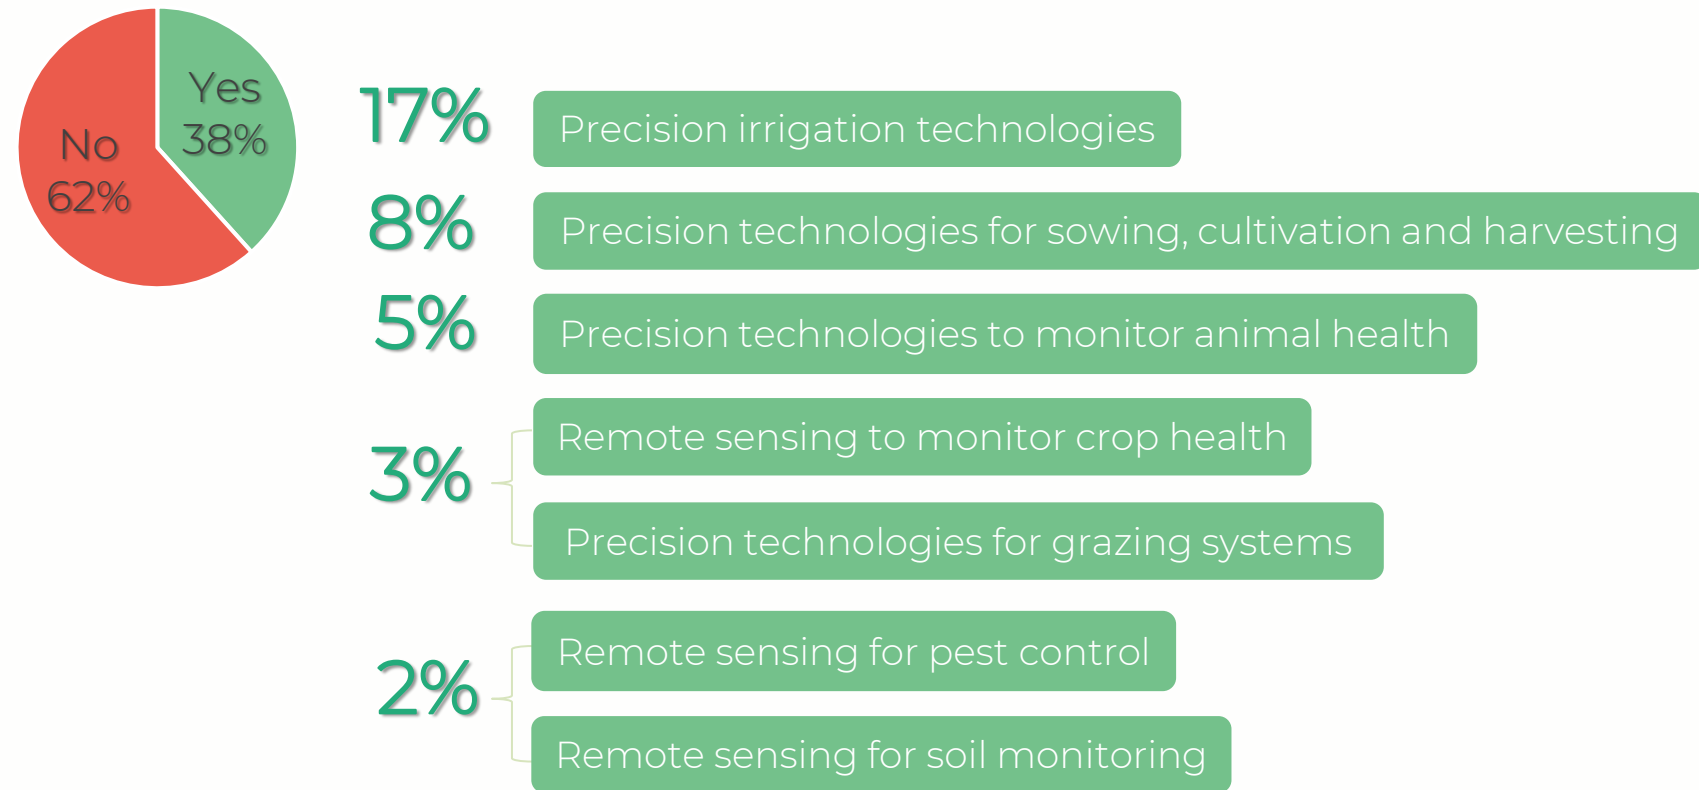 Yes
38%
No
62%
17%
Precision irrigation technologies
8%
Precision technologies for sowing, cultivation and harvesting
5%
Precision technologies to monitor animal health
3%
Remote sensing to monitor crop health
Precision technologies for grazing systems
2%
Remote sensing for pest control
Remote sensing for soil monitoring